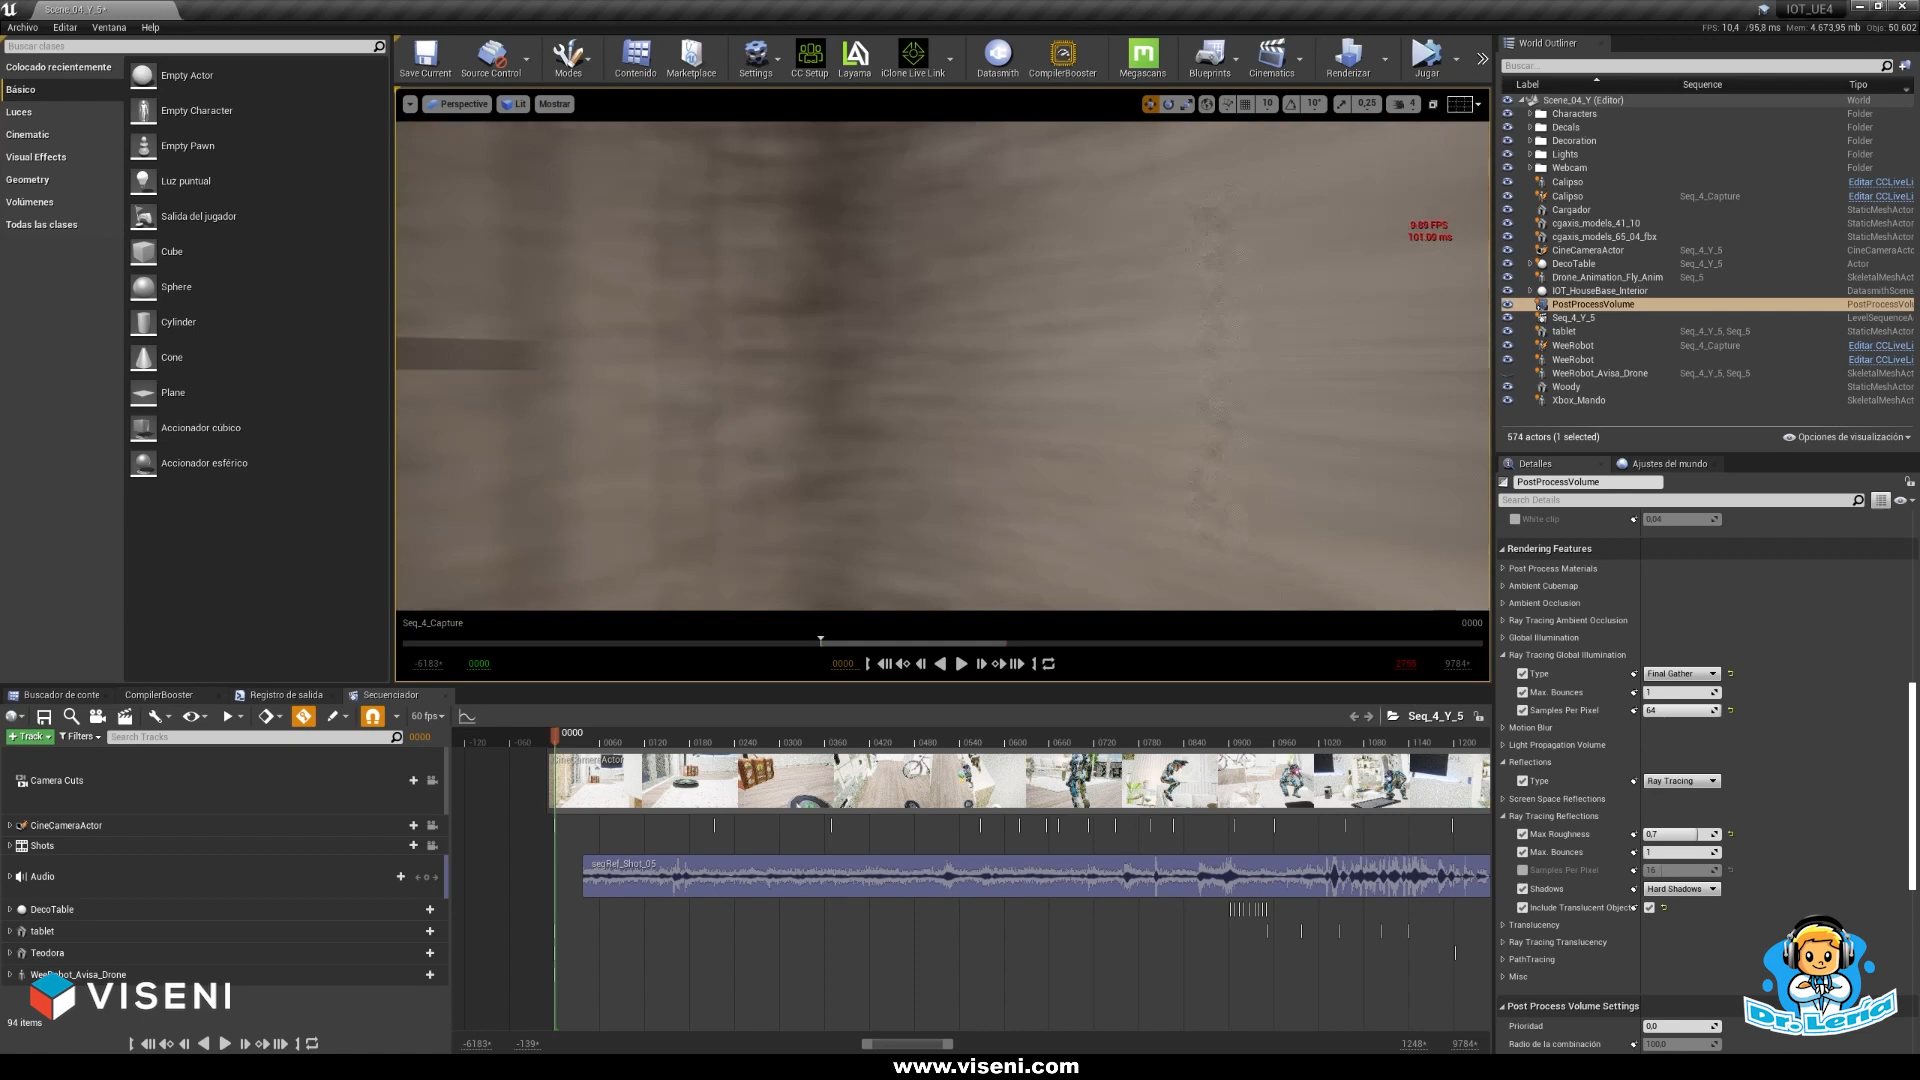 Scene_04_Y_5*
IOT_UE4
Archivo Editar Ventana Help
FPS: 10,4 / 95,8 ms Mem: 4.673,95 mb Objs: 50.602
Buscar clases
Colocado recientemente
Básico
Luces
Cinematic
Visual Effects
Geometry
Volúmenes
Todas las clases
Empty Actor
Empty Character
Empty Pawn
Luz puntual
Salida del jugador
Cube
Sphere
Cylinder
Cone
Plane
Accionador cúbico
Accionador esférico
Save Current Source Control Modes Contenido Marketplace Settings CC Setup Layama iClone Live Link Datasmith CompilerBooster Megascans Blueprints Cinematics Renderizar Jugar
Perspective Lit Mostrar
10 10° 0,25 4
9.89 FPS
101.09 ms
Seq_4_Capture 0000
-6183* 0000 0000 2755 9784*
World Outliner
Buscar...
Label Sequence Tipo
Scene_04_Y (Editor) World
Characters Folder
Decals Folder
Decoration Folder
Lights Folder
Webcam Folder
Calipso Editar CCLiveLi
Calipso Seq_4_Capture Editar CCLiveLi
Cargador StaticMeshActor
cgaxis_models_41_10 StaticMeshActor
cgaxis_models_65_04_fbx StaticMeshActor
CineCameraActor Seq_4_Y_5 CineCameraActo
DecoTable Seq_4_Y_5 Actor
Drone_Animation_Fly_Anim Seq_5 SkeletalMeshAct
IOT_HouseBase_Interior DatasmithScene
PostProcessVolume PostProcessVolu
Seq_4_Y_5 LevelSequenceA
tablet Seq_4_Y_5, Seq_5 StaticMeshActor
WeeRobot Seq_4_Capture Editar CCLiveLi
WeeRobot Editar CCLiveLi
WeeRobot_Avisa_Drone Seq_4_Y_5, Seq_5 SkeletalMeshAct
Woody StaticMeshActor
Xbox_Mando SkeletalMeshAct
574 actors (1 selected) Opciones de visualización
Detalles Ajustes del mundo
PostProcessVolume
Search Details
White clip 0,04
Rendering Features
Post Process Materials
Ambient Cubemap
Ambient Occlusion
Ray Tracing Ambient Occlusion
Global Illumination
Ray Tracing Global Illumination
Type Final Gather
Max. Bounces 1
Samples Per Pixel 64
Motion Blur
Light Propagation Volume
Reflections
Type Ray Tracing
Screen Space Reflections
Ray Tracing Reflections
Max Roughness 0,7
Max. Bounces 1
Samples Per Pixel 16
Shadows Hard Shadows
Include Translucent Object
Translucency
Ray Tracing Translucency
PathTracing
Misc
Post Process Volume Settings
Prioridad 0,0
Radio de la combinación 100,0
Buscador de conte CompilerBooster Registro de salida Secuenciador
60 fps Seq_4_Y_5
Track Filters Search Tracks 0000
0000
-120 -060 0060 0120 0180 0240 0300 0360 0420 0480 0540 0600 0660 0720 0780 0840 0900 0960 1020 1080 1140 1200
CineCameraActor
Camera Cuts
CineCameraActor
Shots
Audio
seqRef_Shot_05
DecoTable
tablet
Teodora
WeeRobot_Avisa_Drone
VISENI
94 items
-6183* -139* 1248* 9784*
Dr. Lería
www.viseni.com